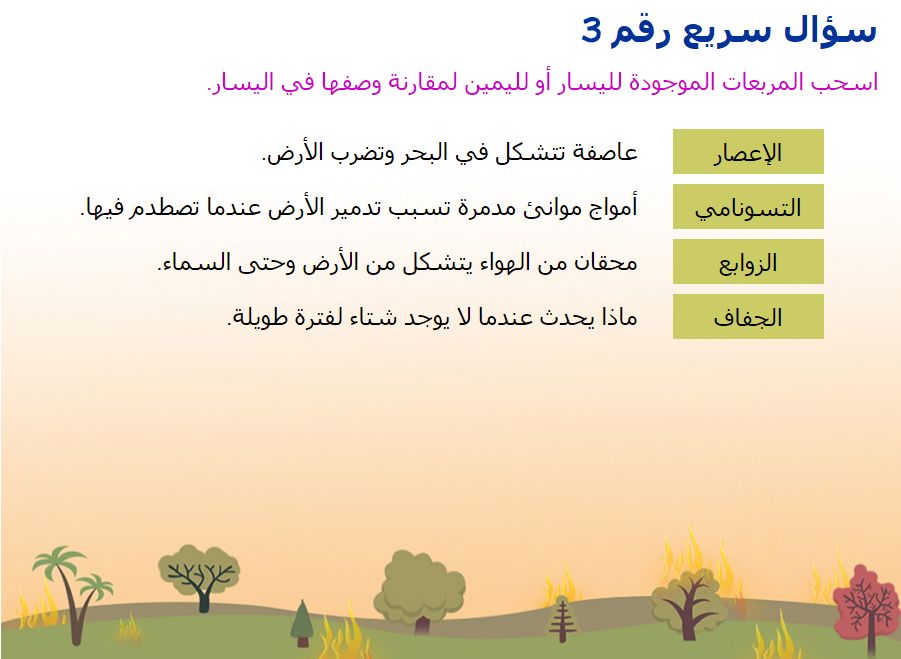 سؤال سريع رقم 3
اسحب المربعات الموجودة لليسار أو لليمين لمقارنة وصفها في اليسار.
الإعصار عاصفة تتشكل في البحر وتضرب الأرض.
التسونامي أمواج موانئ مدمرة تسبب تدمير الأرض عندما تصطدم فيها.
الزوابع محقان من الهواء يتشكل من الأرض وحتى السماء.
الجفاف ماذا يحدث عندما لا يوجد شتاء لفترة طويلة.